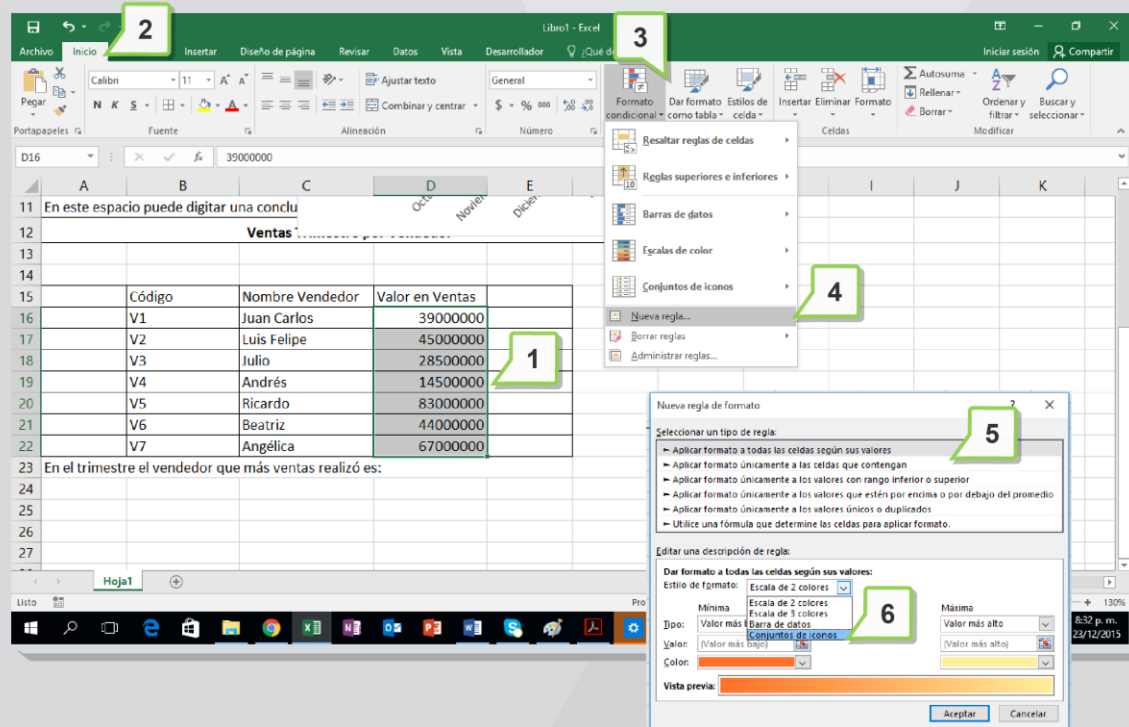 2
3
Libro1 - Excel
Archivo Inicio Insertar Diseño de página Revisar Datos Vista Desarrollador ¿Qué de
Iniciar sesión Compartir
Pegar
Calibri 11
N K S
Ajustar texto
Combinar y centrar
General
$ % 000
Formato condicional
Dar formato como tabla
Estilos de celda
Insertar Eliminar Formato
Autosuma
Rellenar
Borrar
Ordenar y filtrar
Buscar y seleccionar
Portapapeles Fuente Alineación Número Celdas Modificar
D16 fx 39000000
A B C D E I J K
Resaltar reglas de celdas
Reglas superiores e inferiores
Barras de datos
Escalas de color
Conjuntos de iconos
Nueva regla...
Borrar reglas
Administrar reglas...
4
11 En este espacio puede digitar una conclu
12
13
14
15 Código Nombre Vendedor Valor en Ventas
16 V1 Juan Carlos 39000000
17 V2 Luis Felipe 45000000
18 V3 Julio 28500000
19 V4 Andrés 14500000
20 V5 Ricardo 83000000
21 V6 Beatriz 44000000
22 V7 Angélica 67000000
23 En el trimestre el vendedor que más ventas realizó es:
24
25
26
27
1
Hoja1
Listo
130%
8:32 p. m.
23/12/2015
Nueva regla de formato ?
5
Seleccionar un tipo de regla:
► Aplicar formato a todas las celdas según sus valores
► Aplicar formato únicamente a las celdas que contengan
► Aplicar formato únicamente a los valores con rango inferior o superior
► Aplicar formato únicamente a los valores que estén por encima o por debajo del promedio
► Aplicar formato únicamente a los valores únicos o duplicados
► Utilice una fórmula que determine las celdas para aplicar formato.
Editar una descripción de regla:
Dar formato a todas las celdas según sus valores:
Estilo de formato: Escala de 2 colores
Escala de 2 colores
Escala de 3 colores
Barra de datos
Conjuntos de iconos
6
Mínima Máxima
Tipo: Valor más Valor más alto
Valor: (Valor más bajo) (Valor más alto)
Color:
Vista previa:
Aceptar Cancelar